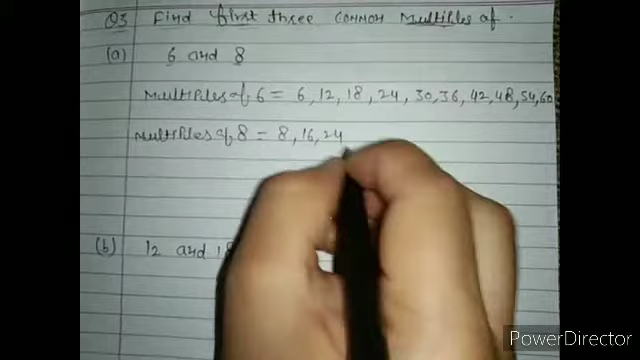 Q3 Find first three common Multiples of.
(a) 6 and 8
Multiples of 6 = 6, 12, 18, 24, 30, 36, 42, 48, 54, 60
Multiples of 8 = 8, 16, 24
(b) 12 and 18
PowerDirector